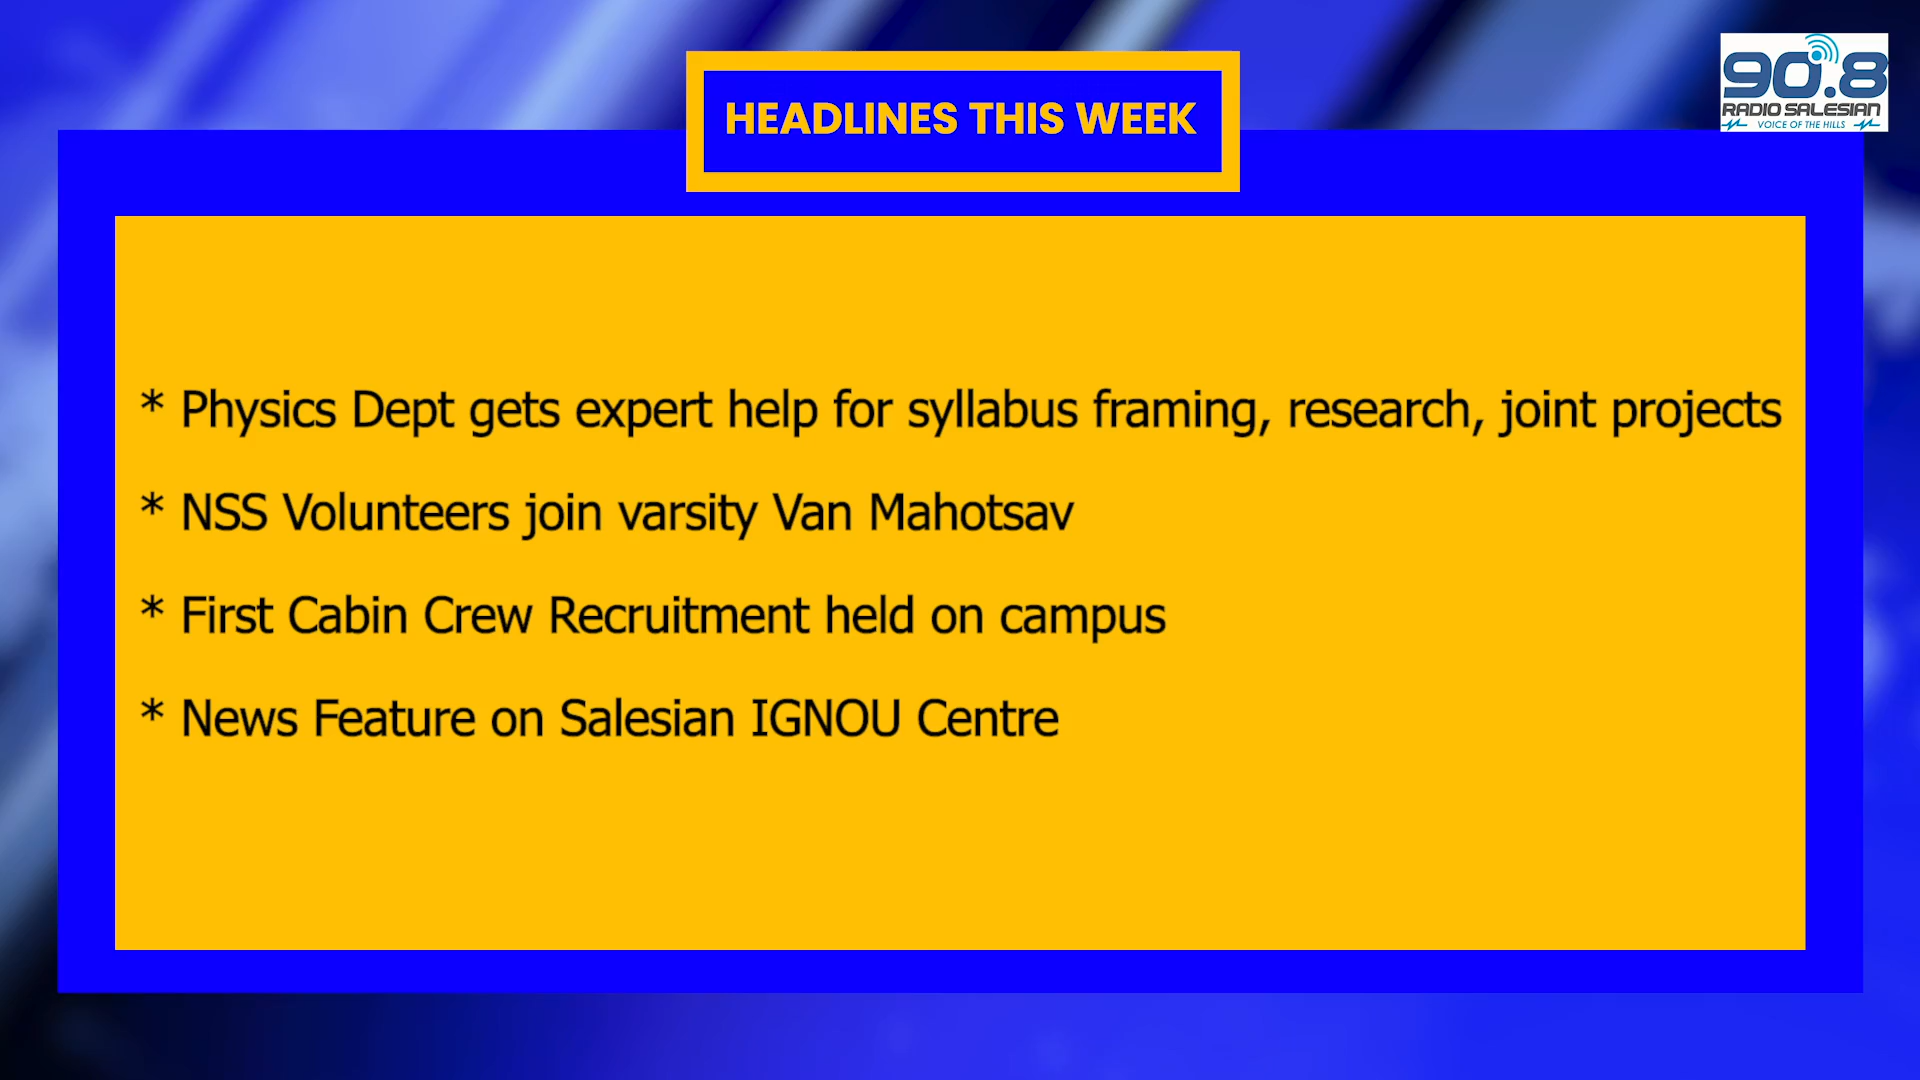 HEADLINES THIS WEEK
90.8
RADIO SALESIAN
VOICE OF THE HILLS
* Physics Dept gets expert help for syllabus framing, research, joint projects
* NSS Volunteers join varsity Van Mahotsav
* First Cabin Crew Recruitment held on campus
* News Feature on Salesian IGNOU Centre